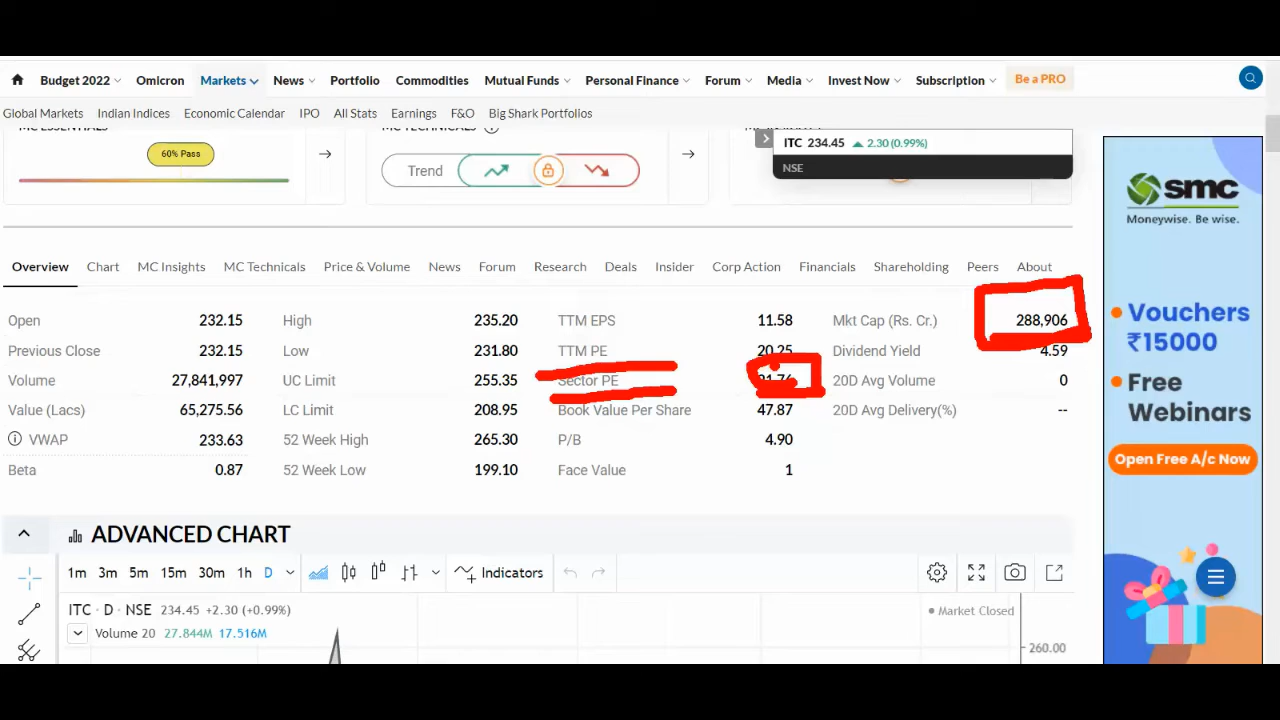 Budget 2022 Omicron Markets News Portfolio Commodities Mutual Funds Personal Finance Forum Media Invest Now Subscription Be a PRO
Global Markets Indian Indices Economic Calendar IPO All Stats Earnings F&O Big Shark Portfolios
MC ESSENTIALS MC TECHNICALS
60% Pass
Trend
ITC 234.45 2.30 (0.99%)
NSE
Overview Chart MC Insights MC Technicals Price & Volume News Forum Research Deals Insider Corp Action Financials Shareholding Peers About
Open 232.15 High 235.20 TTM EPS 11.58 Mkt Cap (Rs. Cr.) 288,906
Previous Close 232.15 Low 231.80 TTM PE 20.25 Dividend Yield 4.59
Volume 27,841,997 UC Limit 255.35 Sector PE 20D Avg Volume 0
Value (Lacs) 65,275.56 LC Limit 208.95 Book Value Per Share 47.87 20D Avg Delivery(%) --
VWAP 233.63 52 Week High 265.30 P/B 4.90
Beta 0.87 52 Week Low 199.10 Face Value 1
ADVANCED CHART
1m 3m 5m 15m 30m 1h D Indicators
ITC · D · NSE 234.45 +2.30 (+0.99%) Market Closed
Volume 20 27.844M 17.516M
260.00
smc
Moneywise. Be wise.
Vouchers
₹15000
Free
Webinars
Open Free A/c Now